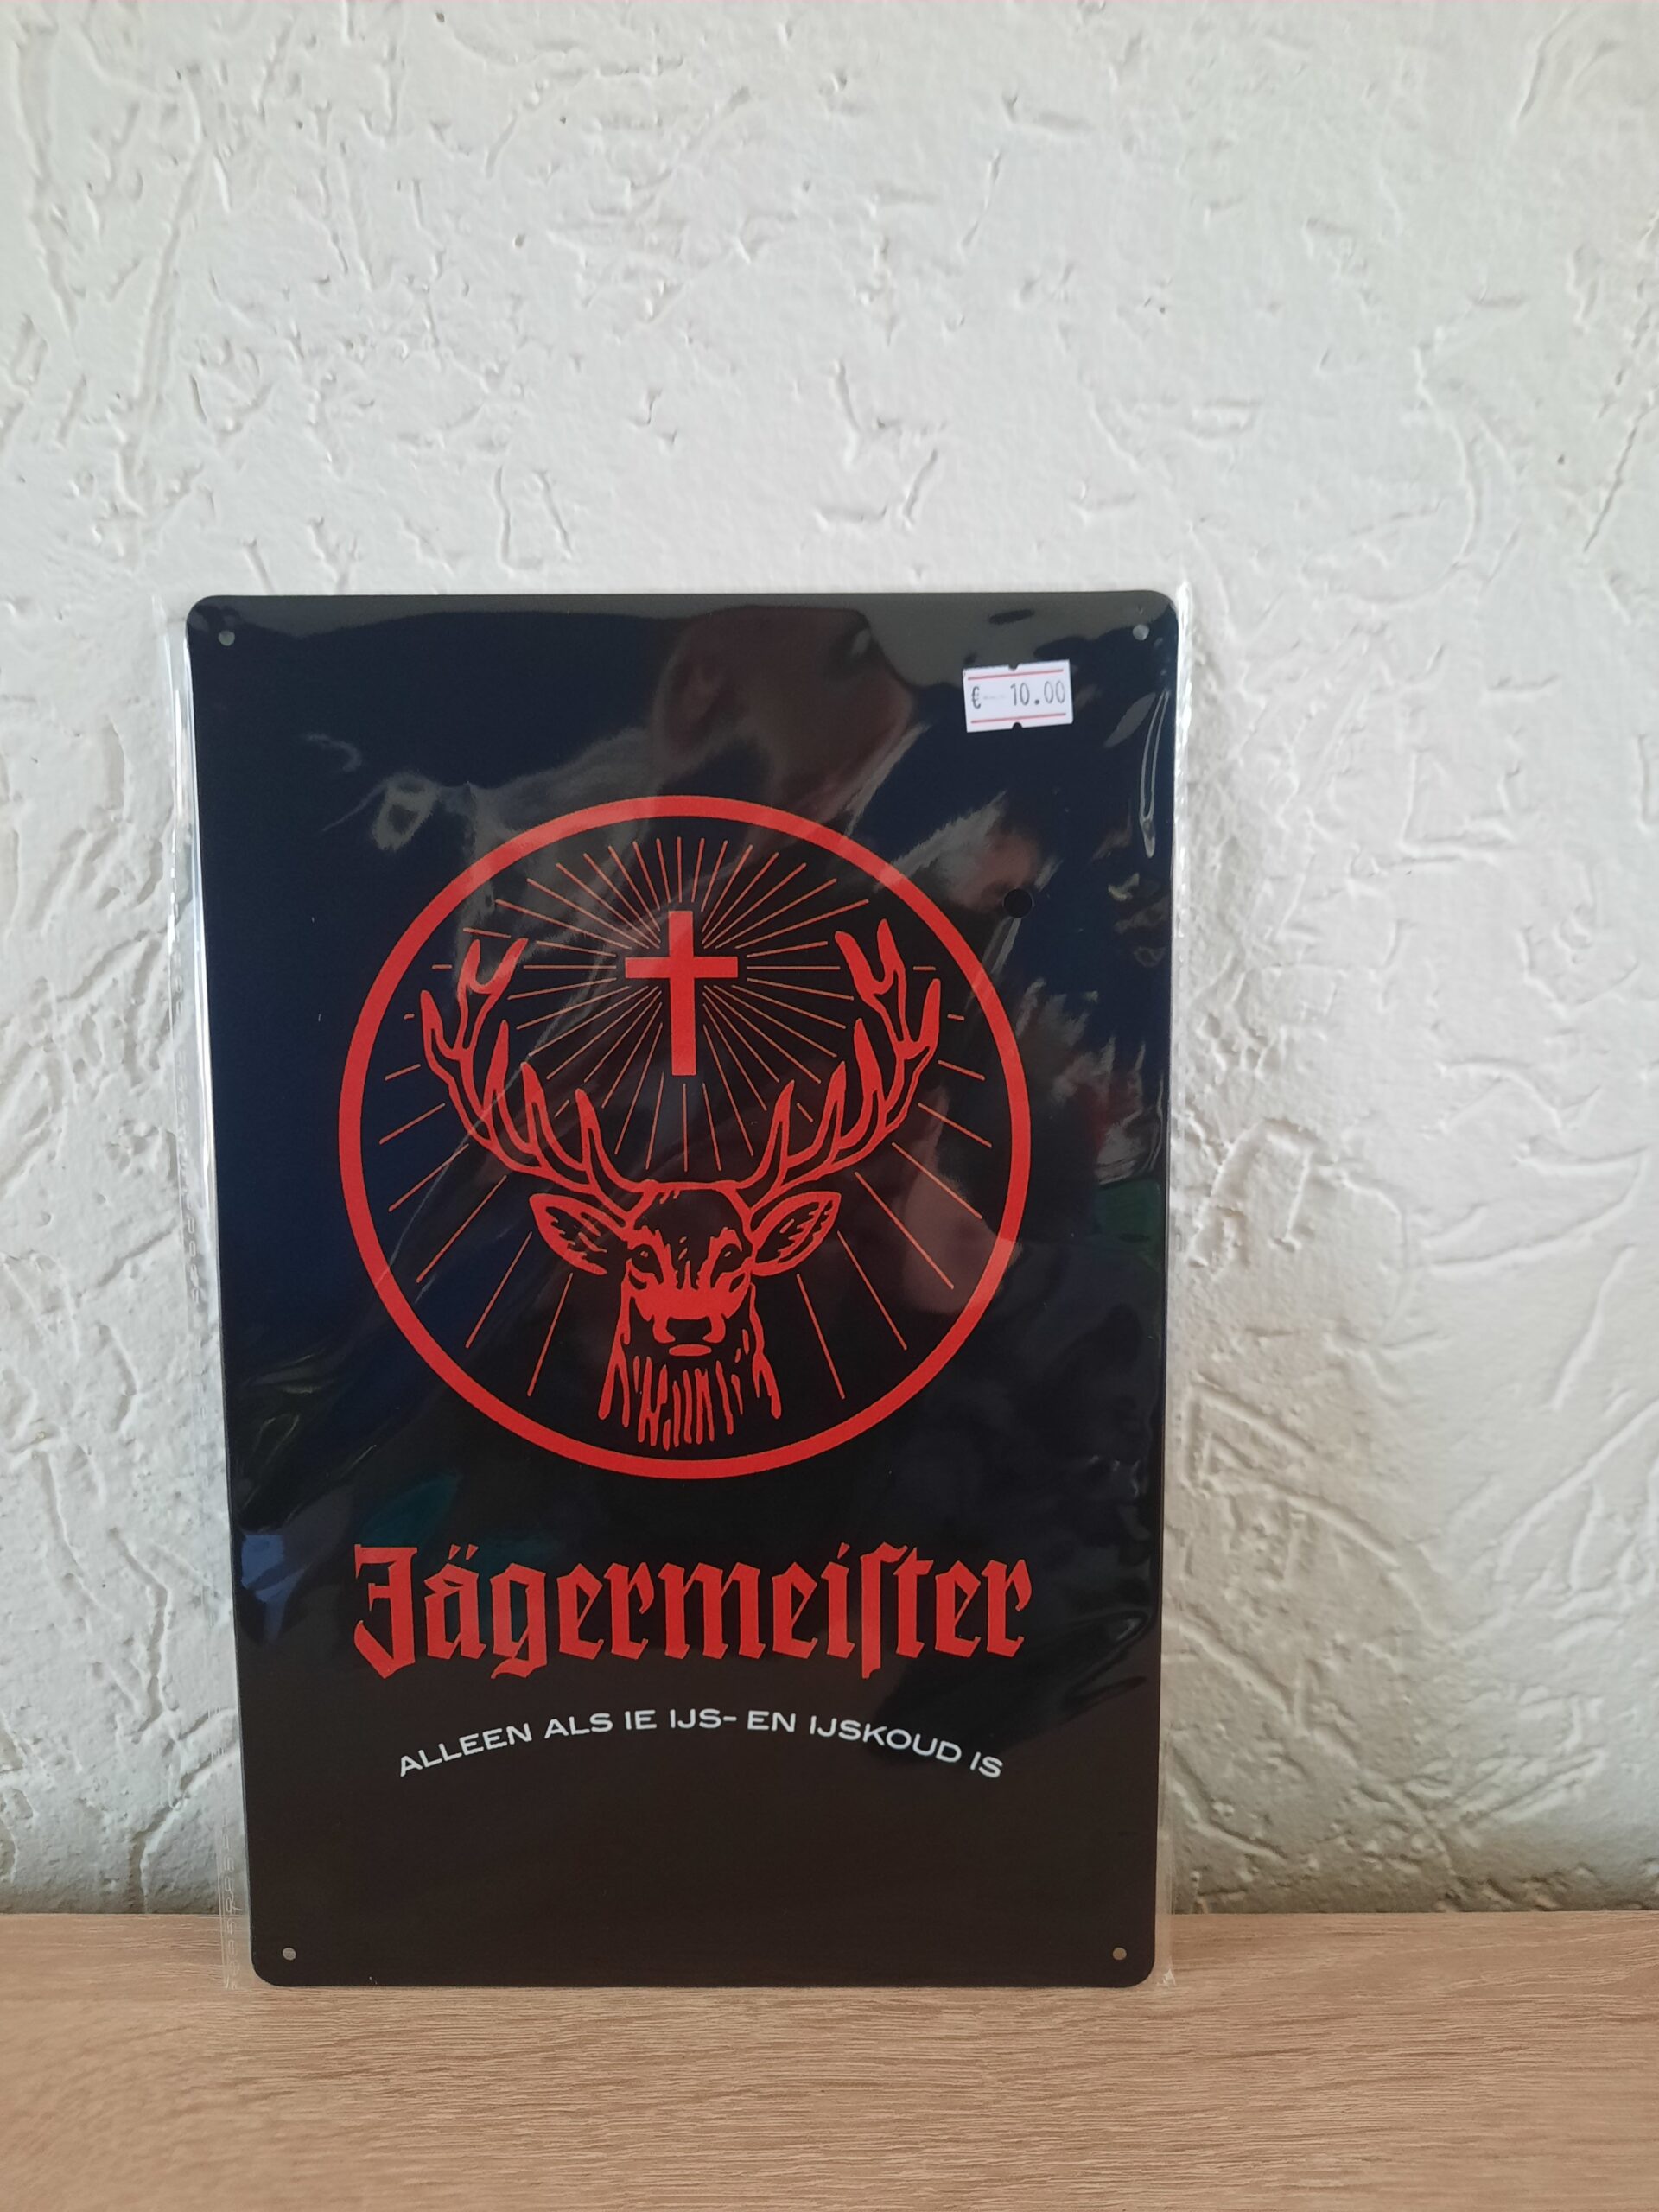 € 10.00
Jägermeiſter
ALLEEN ALS IE IJS- EN IJSKOUD IS